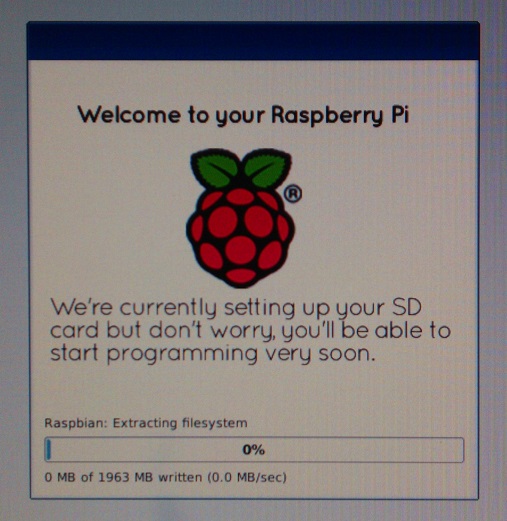 Welcome to your Raspberry Pi
®
We're currently setting up your SD
card but don't worry, you'll be able to
start programming very soon.
Raspbian: Extracting filesystem
0%
0 MB of 1963 MB written (0.0 MB/sec)